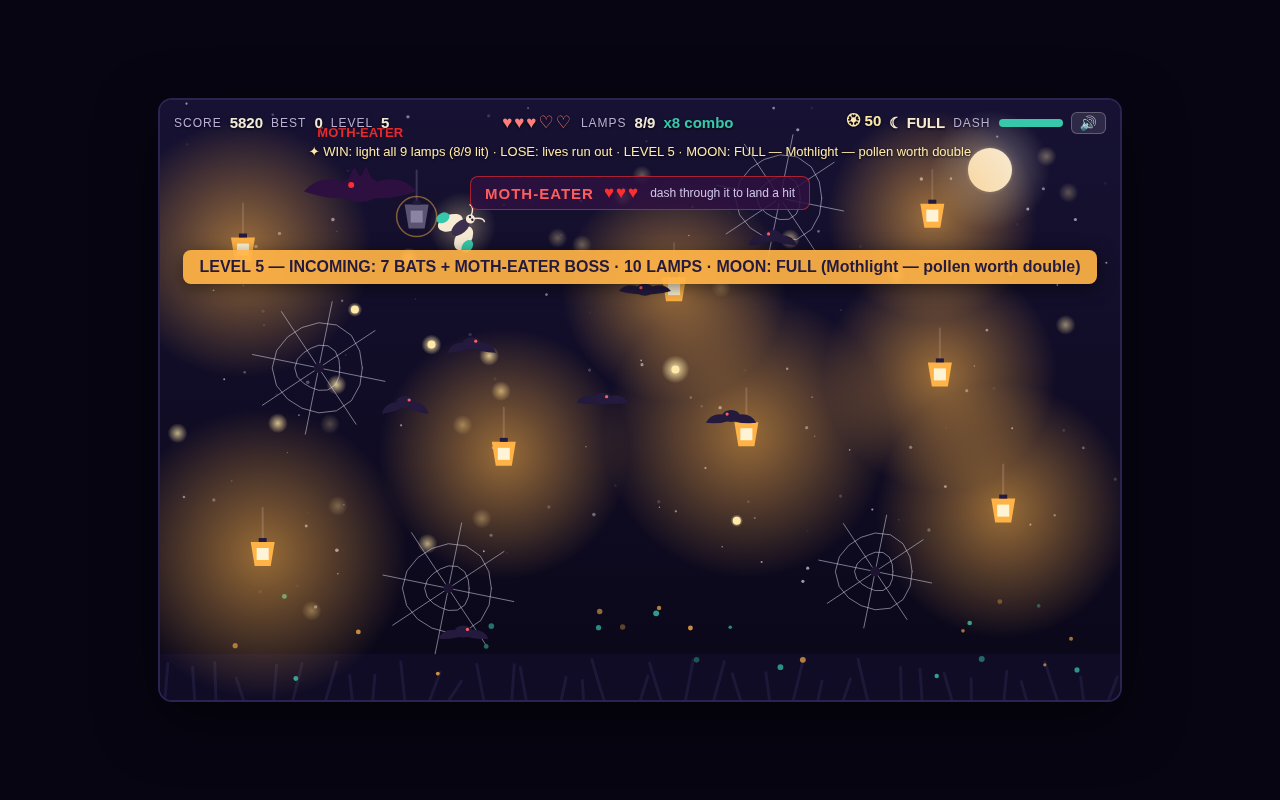 SCORE 5820 BEST 0 LEVEL 5 ♥♥♥♡♡ LAMPS 8/9 x8 combo 🏵 50 ☾ FULL DASH 🔊
MOTH-EATER
✦ WIN: light all 9 lamps (8/9 lit) · LOSE: lives run out · LEVEL 5 · MOON: FULL — Mothlight — pollen worth double
MOTH-EATER ♥♥♥ dash through it to land a hit
LEVEL 5 — INCOMING: 7 BATS + MOTH-EATER BOSS · 10 LAMPS · MOON: FULL (Mothlight — pollen worth double)